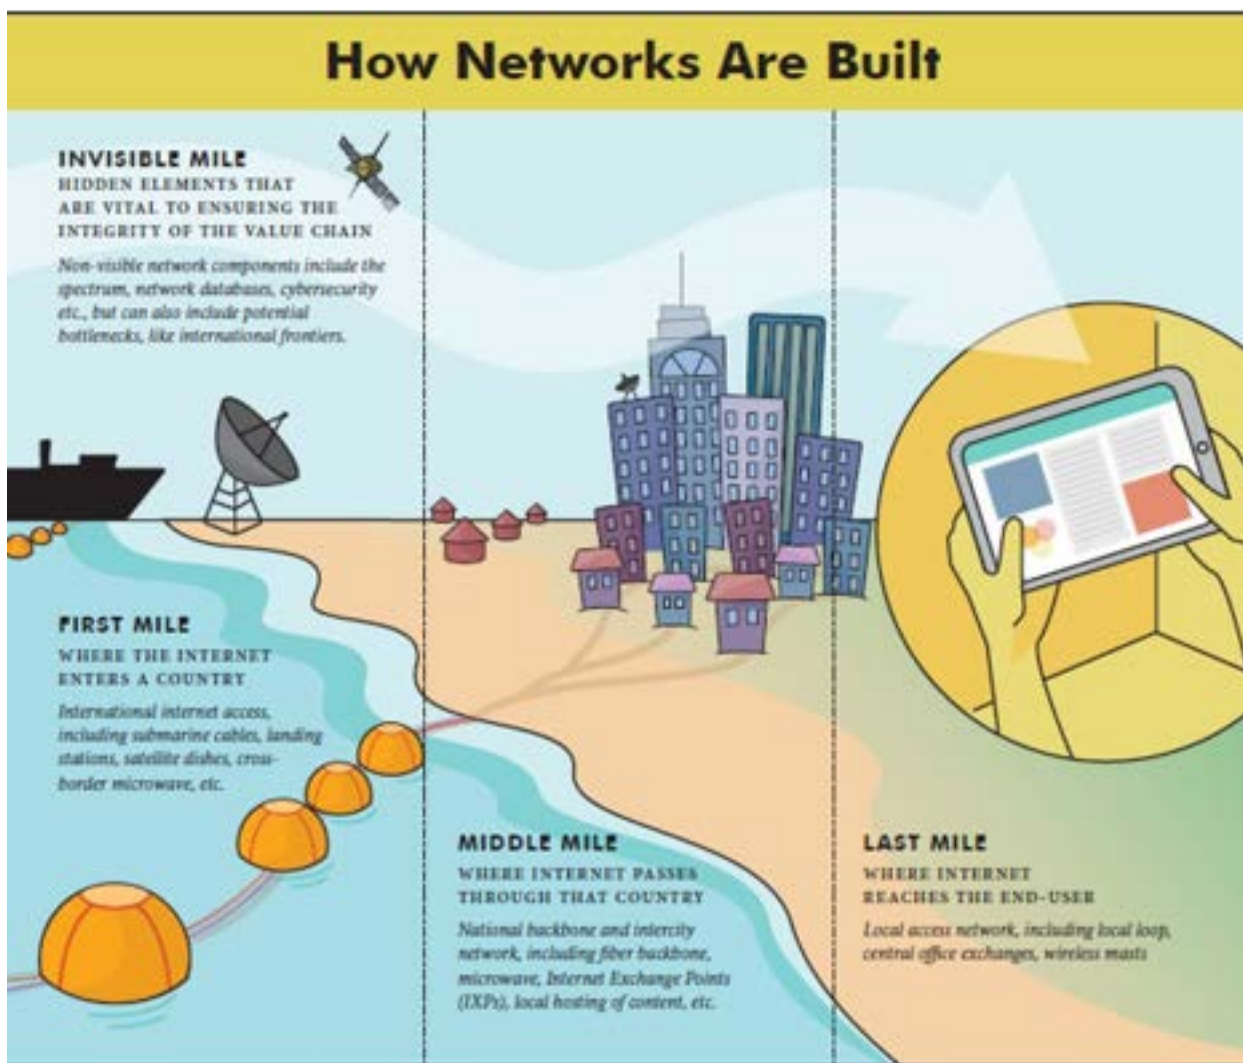 How Networks Are Built
INVISIBLE MILE
HIDDEN ELEMENTS THAT
ARE VITAL TO ENSURING THE
INTEGRITY OF THE VALUE CHAIN
Non-visible network components include the
spectrum, network databases, cybersecurity
etc., but can also include potential
bottlenecks, like international frontiers.
FIRST MILE
WHERE THE INTERNET
ENTERS A COUNTRY
International internet access,
including submarine cables, landing
stations, satellite dishes, cross-
border microwave, etc.
MIDDLE MILE
WHERE INTERNET PASSES
THROUGH THAT COUNTRY
National backbone and intercity
network, including fiber backbone,
microwave, Internet Exchange Points
(IXPs), local hosting of content, etc.
LAST MILE
WHERE INTERNET
REACHES THE END-USER
Local access network, including local loop,
central office exchanges, wireless masts